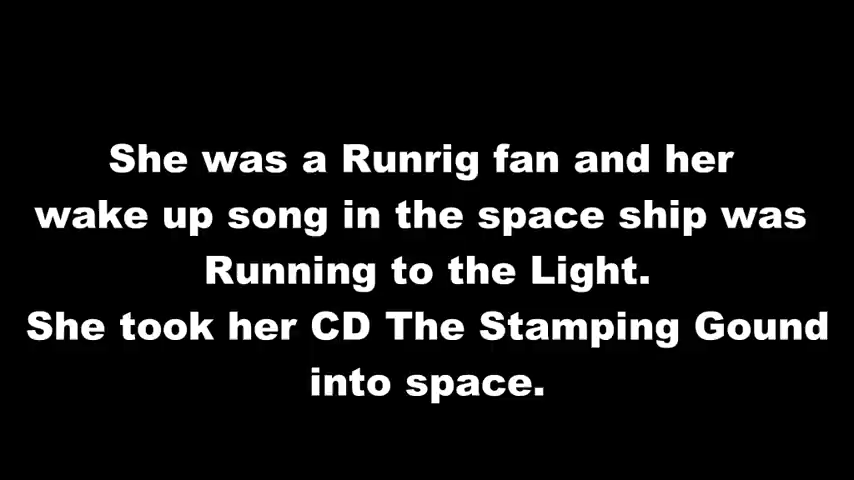 She was a Runrig fan and her
wake up song in the space ship was
Running to the Light.
She took her CD The Stamping Gound
into space.